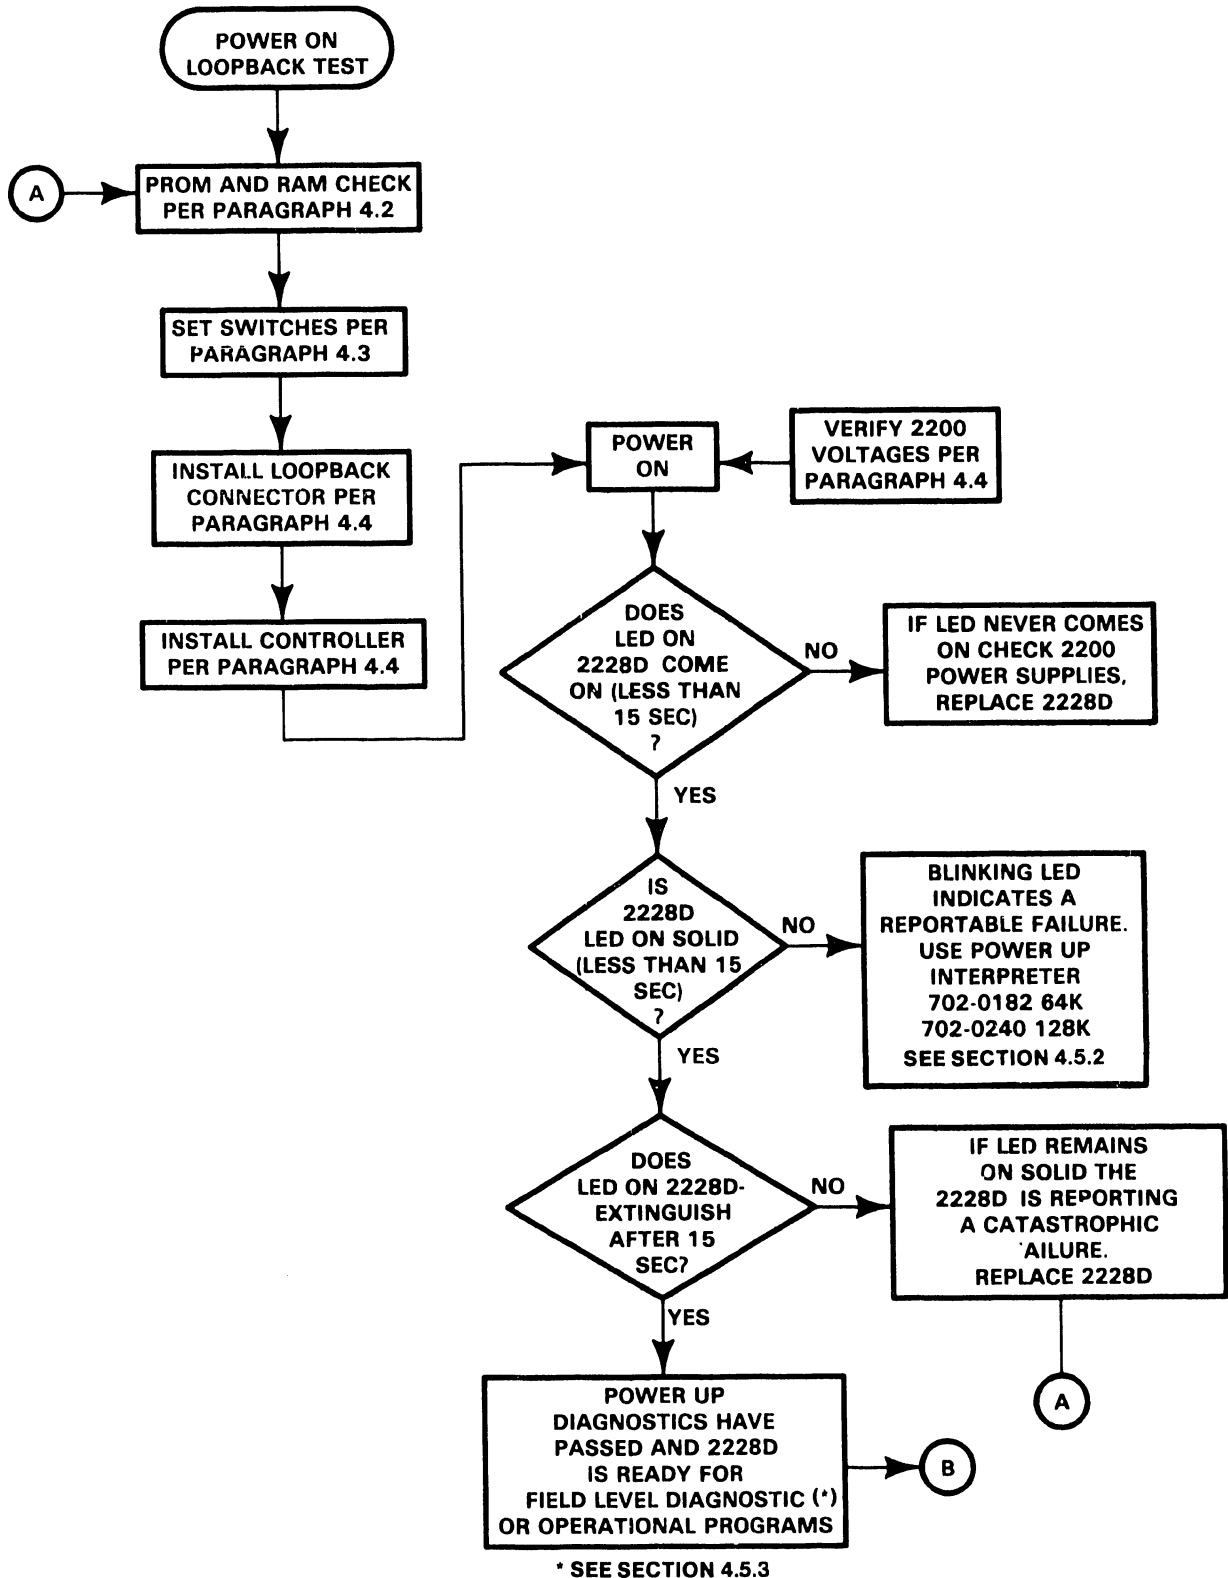 POWER ON
LOOPBACK TEST
A
PROM AND RAM CHECK
PER PARAGRAPH 4.2
SET SWITCHES PER
PARAGRAPH 4.3
INSTALL LOOPBACK
CONNECTOR PER
PARAGRAPH 4.4
INSTALL CONTROLLER
PER PARAGRAPH 4.4
POWER
ON
VERIFY 2200
VOLTAGES PER
PARAGRAPH 4.4
DOES
LED ON
2228D COME
ON (LESS THAN
15 SEC)
?
NO
IF LED NEVER COMES
ON CHECK 2200
POWER SUPPLIES,
REPLACE 2228D
YES
IS
2228D
LED ON SOLID
(LESS THAN 15
SEC)
?
NO
BLINKING LED
INDICATES A
REPORTABLE FAILURE.
USE POWER UP
INTERPRETER
702-0182 64K
702-0240 128K
SEE SECTION 4.5.2
YES
DOES
LED ON 2228D-
EXTINGUISH
AFTER 15
SEC?
NO
IF LED REMAINS
ON SOLID THE
2228D IS REPORTING
A CATASTROPHIC
AILURE.
REPLACE 2228D
A
YES
POWER UP
DIAGNOSTICS HAVE
PASSED AND 2228D
IS READY FOR
FIELD LEVEL DIAGNOSTIC (*)
OR OPERATIONAL PROGRAMS
B
* SEE SECTION 4.5.3